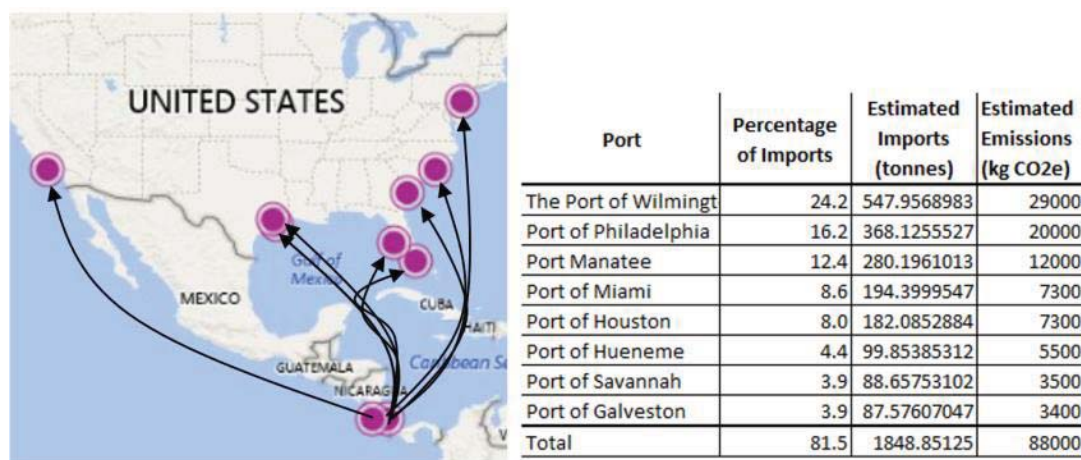 UNITED STATES
Gulf of
Mexico
MEXICO
CUBA
HAITI
GUATEMALA
Caribbean Se
NICARAGUA
V
Port Percentage of Imports Estimated Imports (tonnes) Estimated Emissions (kg CO2e)
The Port of Wilmingt 24.2 547.9568983 29000
Port of Philadelphia 16.2 368.1255527 20000
Port Manatee 12.4 280.1961013 12000
Port of Miami 8.6 194.3999547 7300
Port of Houston 8.0 182.0852884 7300
Port of Hueneme 4.4 99.85385312 5500
Port of Savannah 3.9 88.65753102 3500
Port of Galveston 3.9 87.57607047 3400
Total 81.5 1848.85125 88000